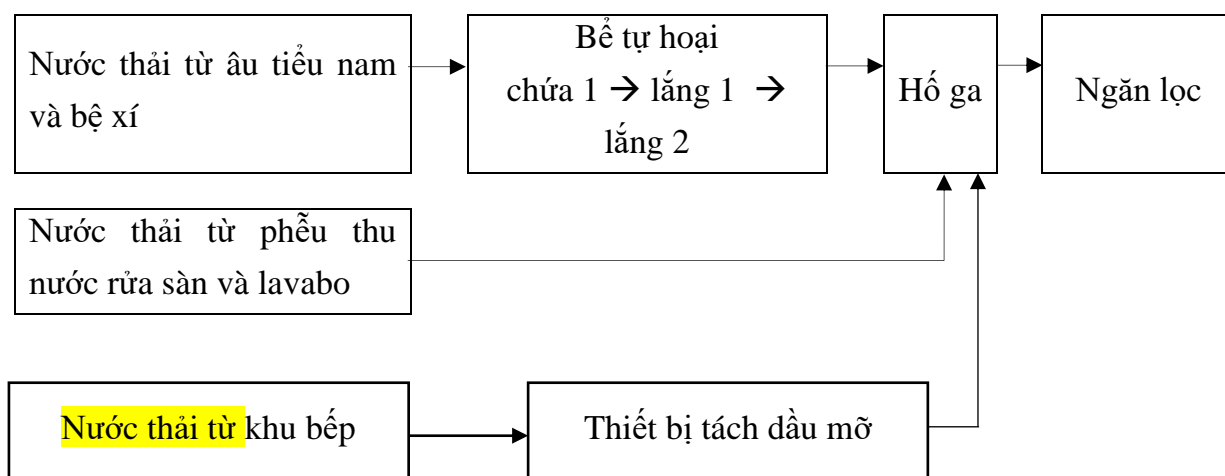 Nước thải từ âu tiểu nam
và bệ xí
Bể tự hoại
chứa 1 → lắng 1 →
lắng 2
Hố ga
Ngăn lọc
Nước thải từ phễu thu
nước rửa sàn và lavabo
Nước thải từ khu bếp
Thiết bị tách dầu mỡ